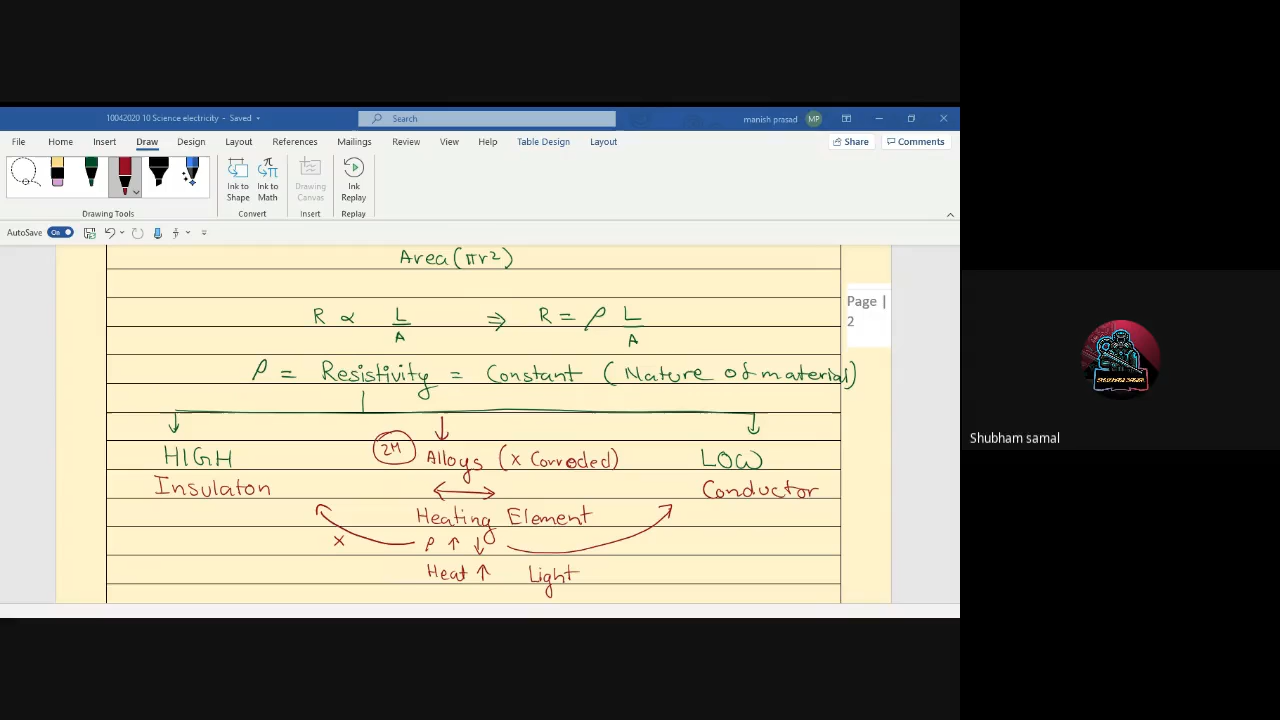 10042020 10 Science electricity - Saved
Search
manish prasad MP
File Home Insert Draw Design Layout References Mailings Review View Help Table Design Layout Share Comments
Ink to Shape
Ink to Math
Drawing Canvas
Ink Replay
Drawing Tools Convert Insert Replay
AutoSave On
Area (πr²)
R ∝ L/A ⇒ R = ρ L/A
Page | 2
ρ = Resistivity = Constant (Nature of material)
HIGH 2M Alloys (x Corroded) LOW
Insulaton Conductor
Heating Element
x ρ ↑ ↓
Heat ↑ Light
Shubham samal